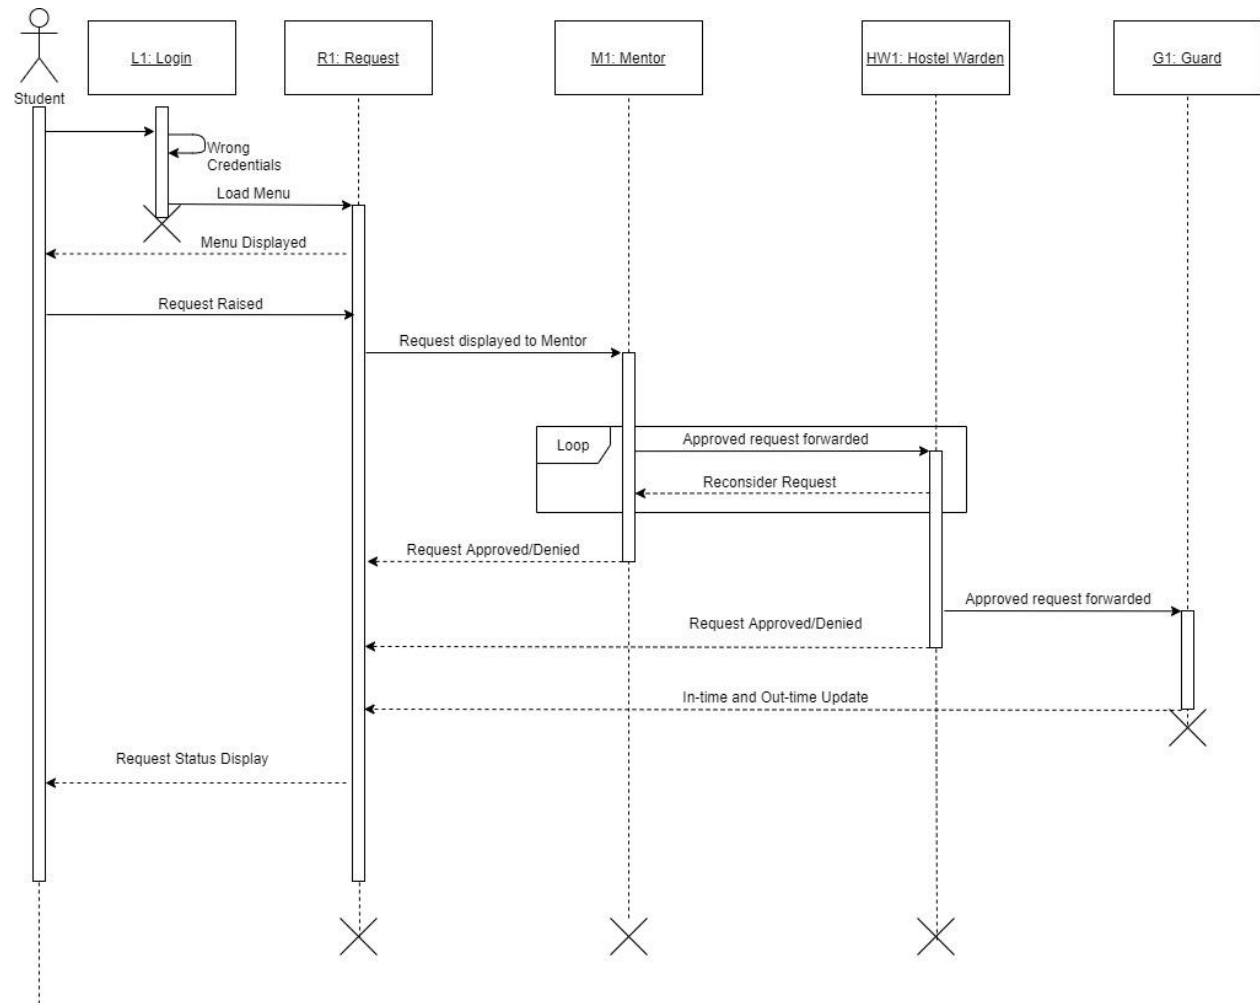 L1: Login
R1: Request
M1: Mentor
HW1: Hostel Warden
G1: Guard
Student
Wrong
Credentials
Load Menu
Menu Displayed
Request Raised
Request displayed to Mentor
Loop
Approved request forwarded
Reconsider Request
Request Approved/Denied
Approved request forwarded
Request Approved/Denied
In-time and Out-time Update
Request Status Display